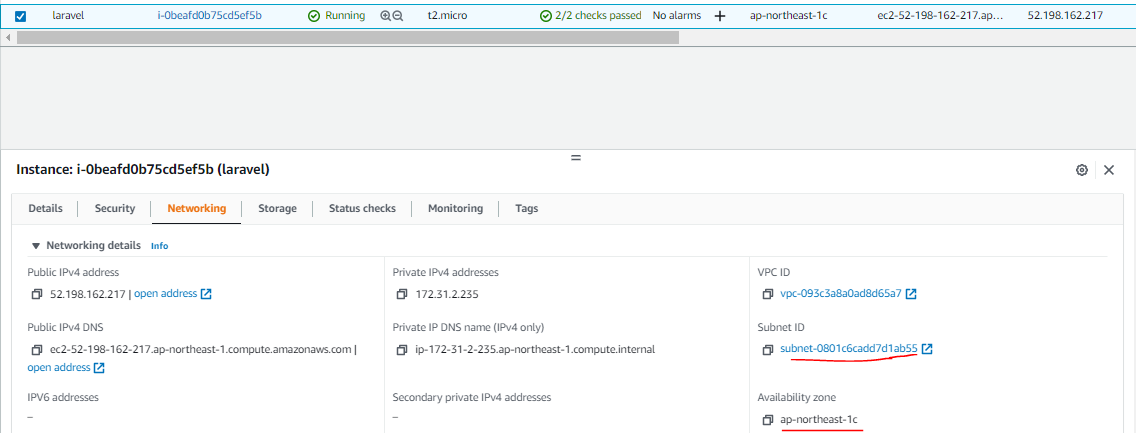 laravel i-0beafd0b75cd5ef5b Running t2.micro 2/2 checks passed No alarms + ap-northeast-1c ec2-52-198-162-217.ap... 52.198.162.217
Instance: i-0beafd0b75cd5ef5b (laravel)
Details Security Networking Storage Status checks Monitoring Tags
Networking details Info
Public IPv4 address Private IPv4 addresses VPC ID
52.198.162.217 | open address 172.31.2.235 vpc-093c3a8a0ad8d65a7
Public IPv4 DNS Private IP DNS name (IPv4 only) Subnet ID
ec2-52-198-162-217.ap-northeast-1.compute.amazonaws.com | ip-172-31-2-235.ap-northeast-1.compute.internal subnet-0801c6cadd7d1ab55
open address
IPV6 addresses Secondary private IPv4 addresses Availability zone
– – ap-northeast-1c